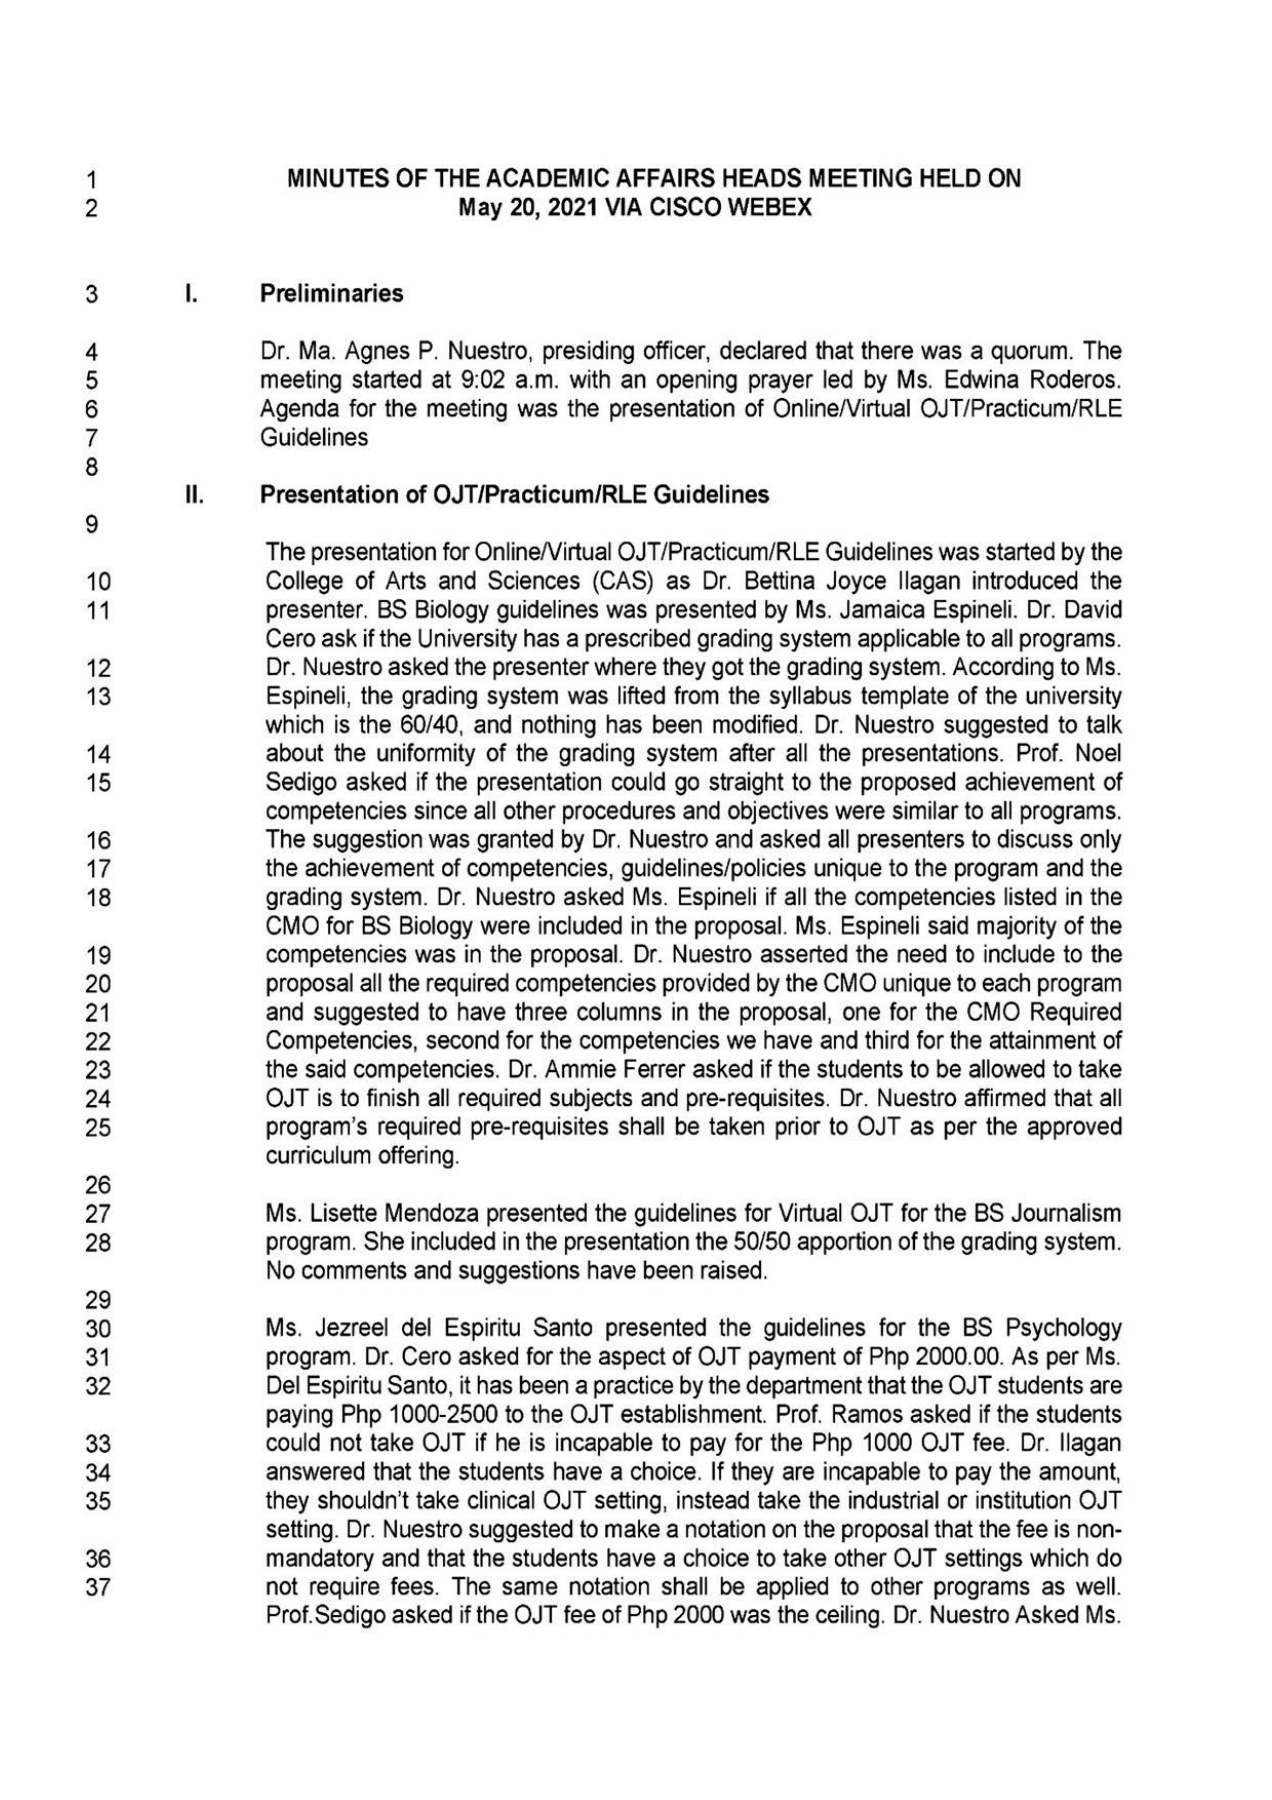 1 MINUTES OF THE ACADEMIC AFFAIRS HEADS MEETING HELD ON
2 May 20, 2021 VIA CISCO WEBEX
3 I. Preliminaries
4 Dr. Ma. Agnes P. Nuestro, presiding officer, declared that there was a quorum. The
5 meeting started at 9:02 a.m. with an opening prayer led by Ms. Edwina Roderos.
6 Agenda for the meeting was the presentation of Online/Virtual OJT/Practicum/RLE
7 Guidelines
8
II. Presentation of OJT/Practicum/RLE Guidelines
9
The presentation for Online/Virtual OJT/Practicum/RLE Guidelines was started by the
10 College of Arts and Sciences (CAS) as Dr. Bettina Joyce Ilagan introduced the
11 presenter. BS Biology guidelines was presented by Ms. Jamaica Espineli. Dr. David
Cero ask if the University has a prescribed grading system applicable to all programs.
12 Dr. Nuestro asked the presenter where they got the grading system. According to Ms.
13 Espineli, the grading system was lifted from the syllabus template of the university
which is the 60/40, and nothing has been modified. Dr. Nuestro suggested to talk
14 about the uniformity of the grading system after all the presentations. Prof. Noel
15 Sedigo asked if the presentation could go straight to the proposed achievement of
competencies since all other procedures and objectives were similar to all programs.
16 The suggestion was granted by Dr. Nuestro and asked all presenters to discuss only
17 the achievement of competencies, guidelines/policies unique to the program and the
18 grading system. Dr. Nuestro asked Ms. Espineli if all the competencies listed in the
CMO for BS Biology were included in the proposal. Ms. Espineli said majority of the
19 competencies was in the proposal. Dr. Nuestro asserted the need to include to the
20 proposal all the required competencies provided by the CMO unique to each program
21 and suggested to have three columns in the proposal, one for the CMO Required
22 Competencies, second for the competencies we have and third for the attainment of
23 the said competencies. Dr. Ammie Ferrer asked if the students to be allowed to take
24 OJT is to finish all required subjects and pre-requisites. Dr. Nuestro affirmed that all
25 program's required pre-requisites shall be taken prior to OJT as per the approved
curriculum offering.
26
27 Ms. Lisette Mendoza presented the guidelines for Virtual OJT for the BS Journalism
28 program. She included in the presentation the 50/50 apportion of the grading system.
No comments and suggestions have been raised.
29
30 Ms. Jezreel del Espiritu Santo presented the guidelines for the BS Psychology
31 program. Dr. Cero asked for the aspect of OJT payment of Php 2000.00. As per Ms.
32 Del Espiritu Santo, it has been a practice by the department that the OJT students are
paying Php 1000-2500 to the OJT establishment. Prof. Ramos asked if the students
33 could not take OJT if he is incapable to pay for the Php 1000 OJT fee. Dr. Ilagan
34 answered that the students have a choice. If they are incapable to pay the amount,
35 they shouldn't take clinical OJT setting, instead take the industrial or institution OJT
setting. Dr. Nuestro suggested to make a notation on the proposal that the fee is non-
36 mandatory and that the students have a choice to take other OJT settings which do
37 not require fees. The same notation shall be applied to other programs as well.
Prof.Sedigo asked if the OJT fee of Php 2000 was the ceiling. Dr. Nuestro Asked Ms.